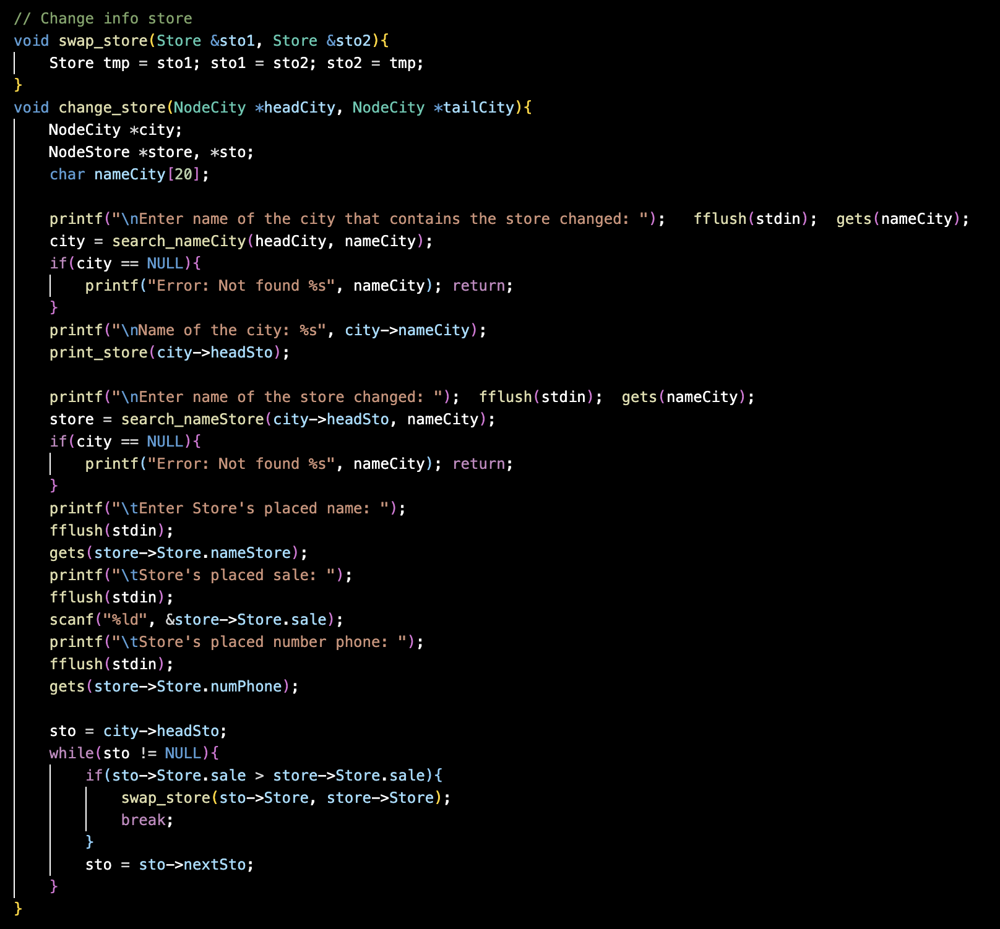 // Change info store
void swap_store(Store &sto1, Store &sto2){
    Store tmp = sto1; sto1 = sto2; sto2 = tmp;
}
void change_store(NodeCity *headCity, NodeCity *tailCity){
    NodeCity *city;
    NodeStore *store, *sto;
    char nameCity[20];

    printf("\nEnter name of the city that contains the store changed: ");   fflush(stdin);  gets(nameCity);
    city = search_nameCity(headCity, nameCity);
    if(city == NULL){
        printf("Error: Not found %s", nameCity); return;
    }
    printf("\nName of the city: %s", city->nameCity);
    print_store(city->headSto);

    printf("\nEnter name of the store changed: ");  fflush(stdin);  gets(nameCity);
    store = search_nameStore(city->headSto, nameCity);
    if(city == NULL){
        printf("Error: Not found %s", nameCity); return;
    }
    printf("\tEnter Store's placed name: ");
    fflush(stdin);
    gets(store->Store.nameStore);
    printf("\tStore's placed sale: ");
    fflush(stdin);
    scanf("%ld", &store->Store.sale);
    printf("\tStore's placed number phone: ");
    fflush(stdin);
    gets(store->Store.numPhone);

    sto = city->headSto;
    while(sto != NULL){
        if(sto->Store.sale > store->Store.sale){
            swap_store(sto->Store, store->Store);
            break;
        }
        sto = sto->nextSto;
    }
}